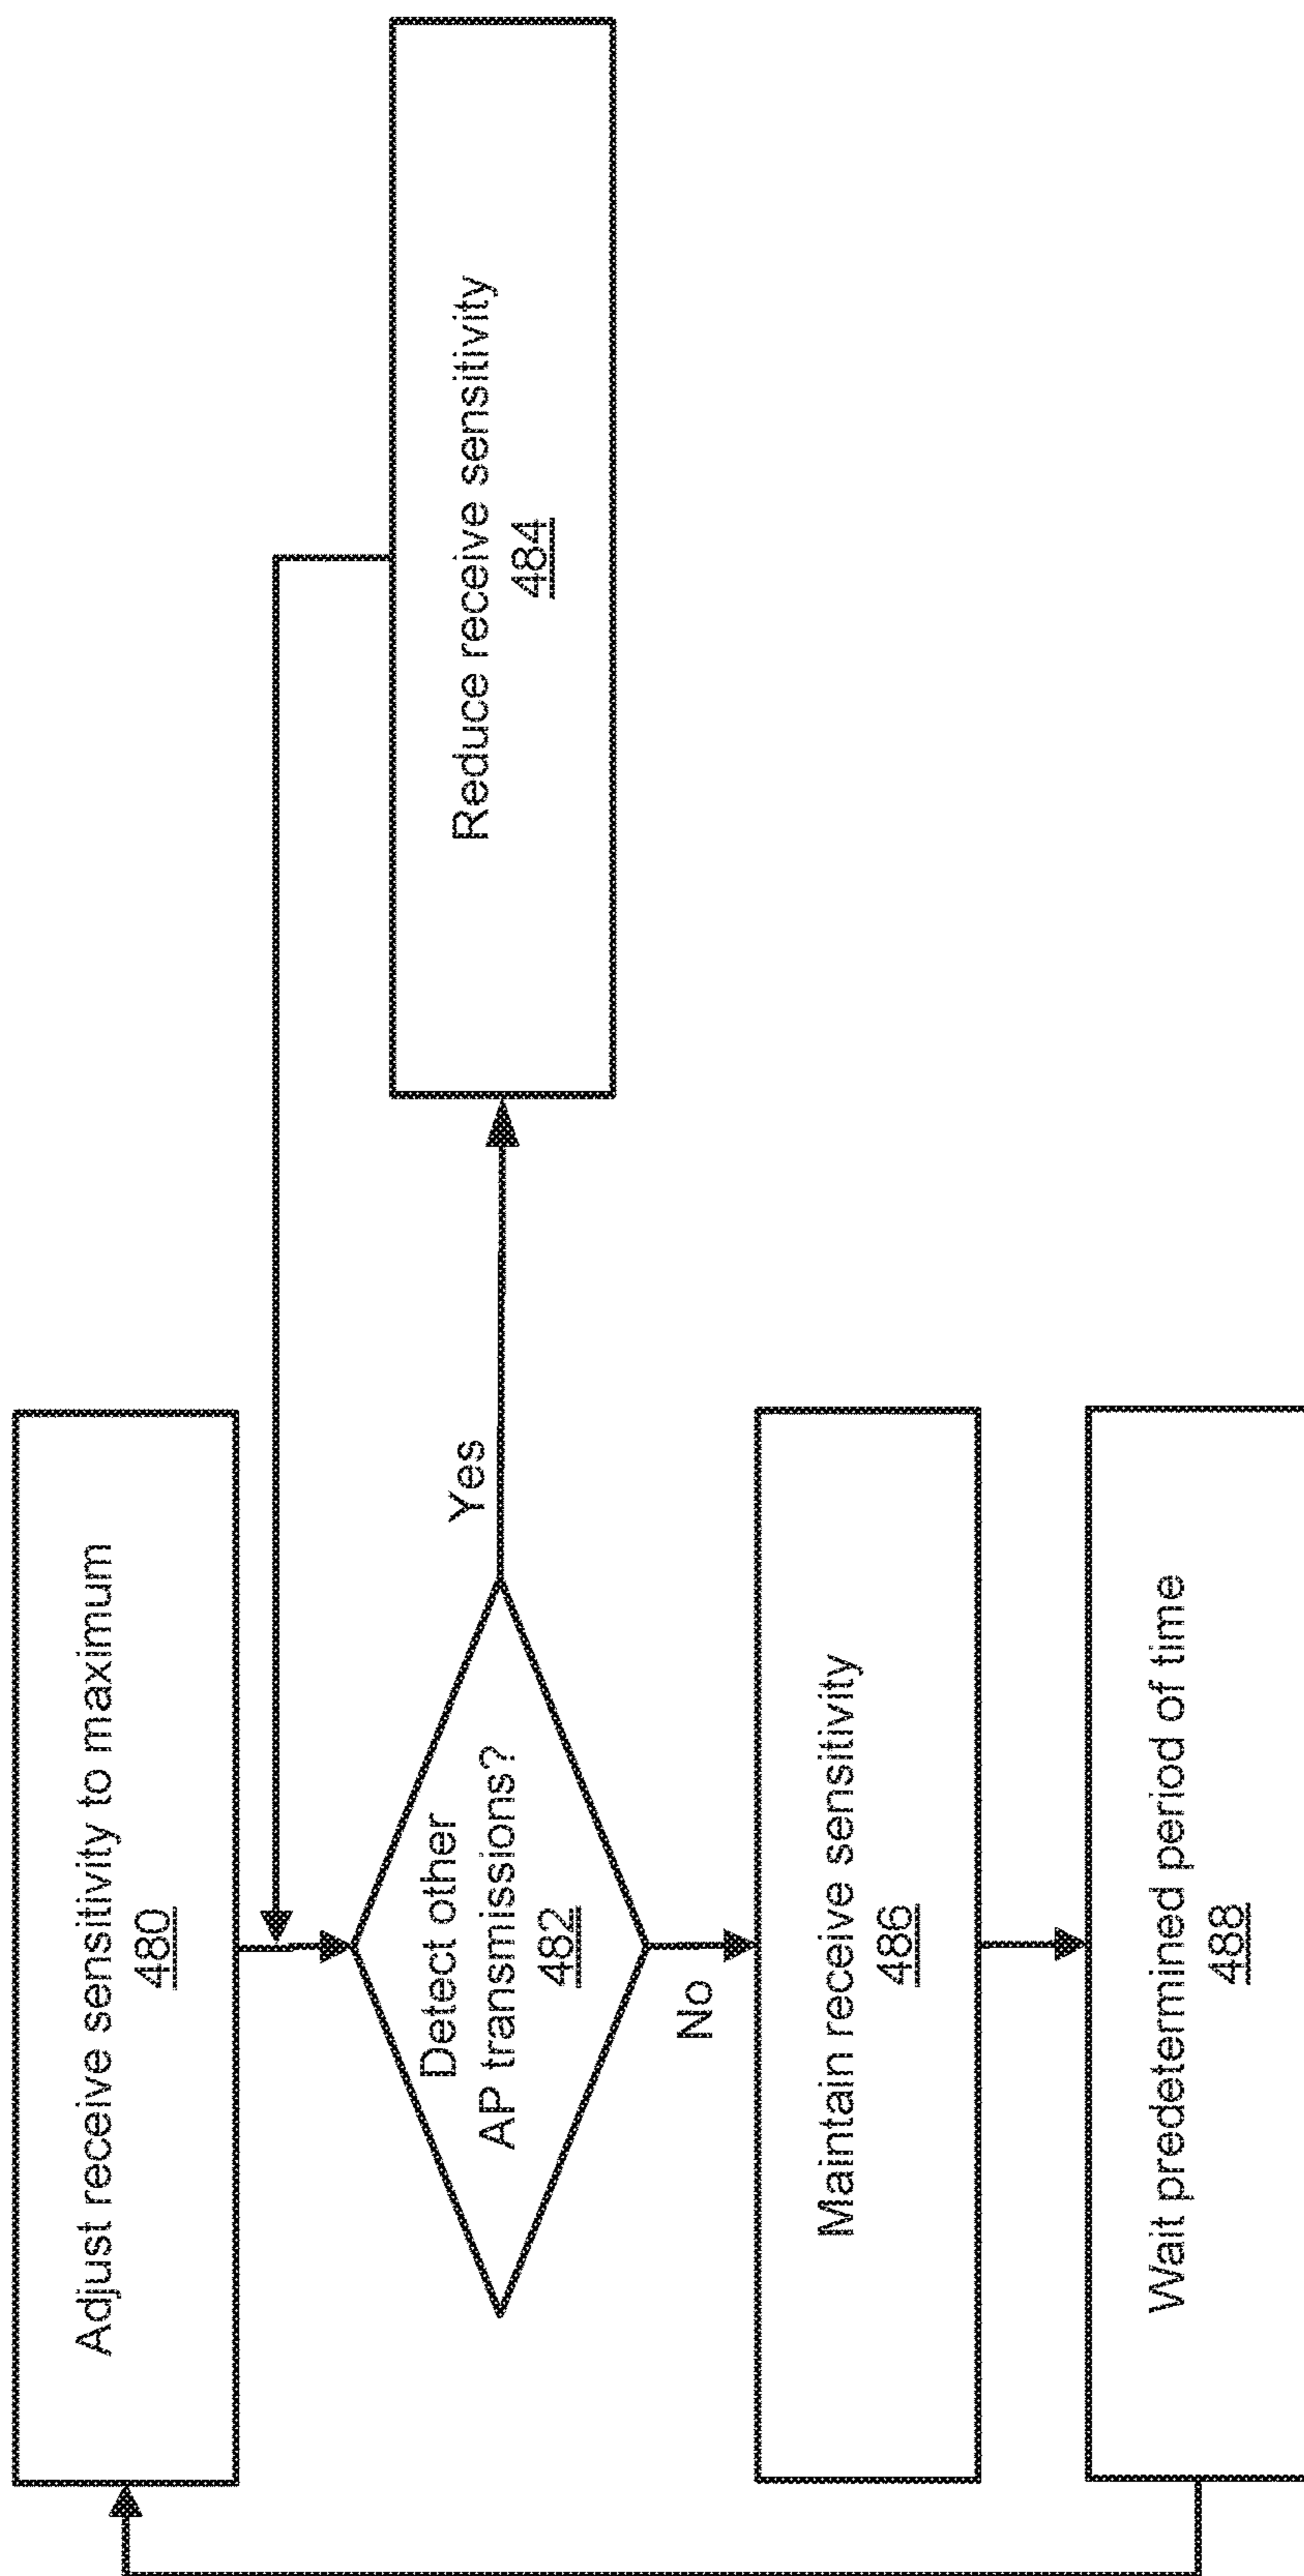 Adjust receive sensitivity to maximum
480
Detect other
AP transmissions?
482
Yes
Reduce receive sensitivity
484
No
Maintain receive sensitivity
486
Wait predetermined period of time
488